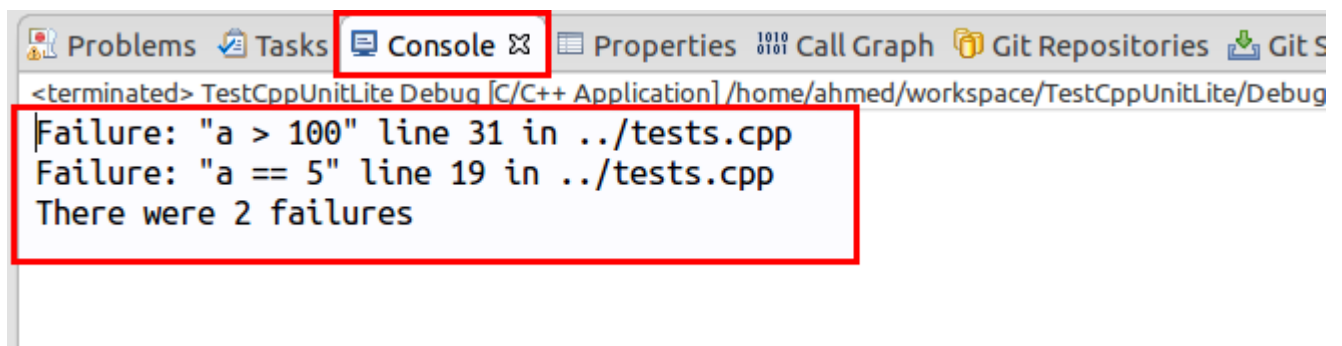 Problems Tasks Console Properties Call Graph Git Repositories Git S
<terminated> TestCppUnitLite Debug [C/C++ Application] /home/ahmed/workspace/TestCppUnitLite/Debug
Failure: "a > 100" line 31 in ../tests.cpp
Failure: "a == 5" line 19 in ../tests.cpp
There were 2 failures